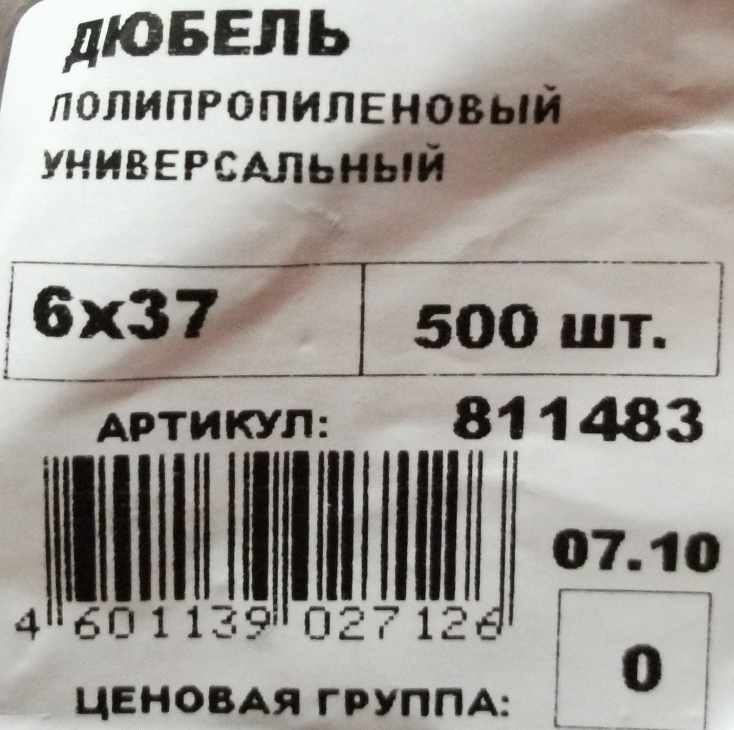 ДЮБЕЛЬ
ПОЛИПРОПИЛЕНОВЫЙ
УНИВЕРСАЛЬНЫЙ
6х37
500 шт.
АРТИКУЛ: 811483
07.10
4 601139 027126
0
ЦЕНОВАЯ ГРУППА: